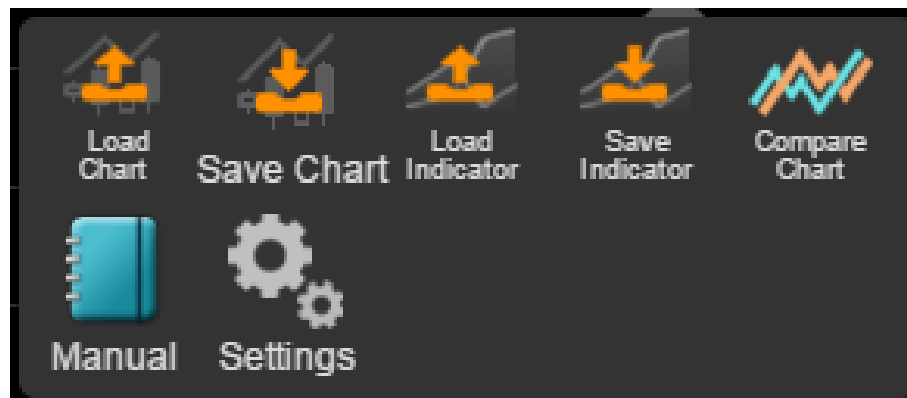 Load
Chart
Save Chart
Load
Indicator
Save
Indicator
Compare
Chart
Manual
Settings